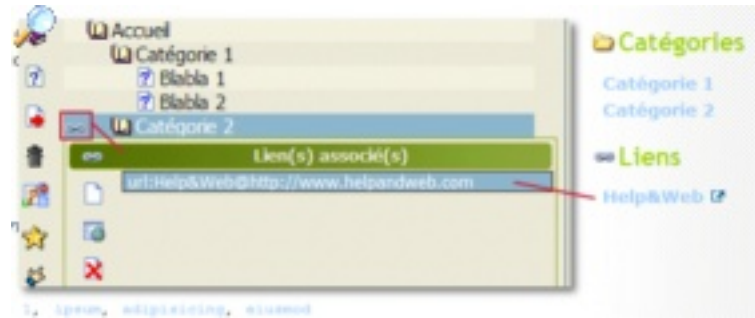 Accueil
Catégorie 1
Blabla 1
Blabla 2
Catégorie 2
Lien(s) associé(s)
url:Help&Web@http://www.helpandweb.com
Catégories
Catégorie 1
Catégorie 2
Liens
Help&Web
ipsum, adipisicing, eiusmod